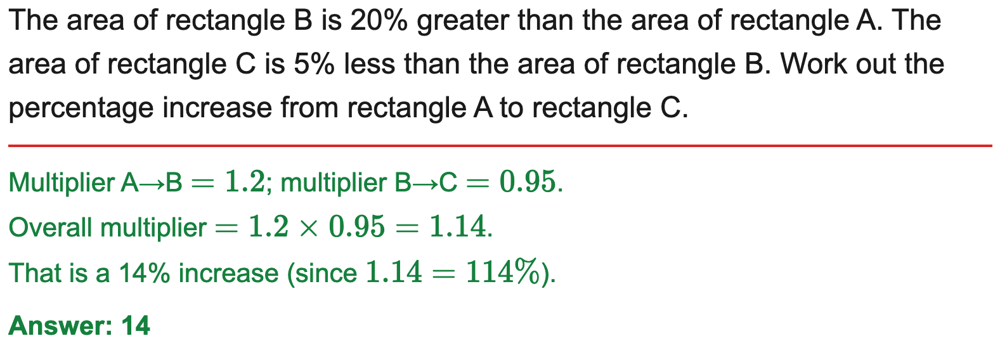 The area of rectangle B is 20% greater than the area of rectangle A. The
area of rectangle C is 5% less than the area of rectangle B. Work out the
percentage increase from rectangle A to rectangle C.
Multiplier A→B = 1.2; multiplier B→C = 0.95.
Overall multiplier = 1.2 × 0.95 = 1.14.
That is a 14% increase (since 1.14 = 114%).
Answer: 14